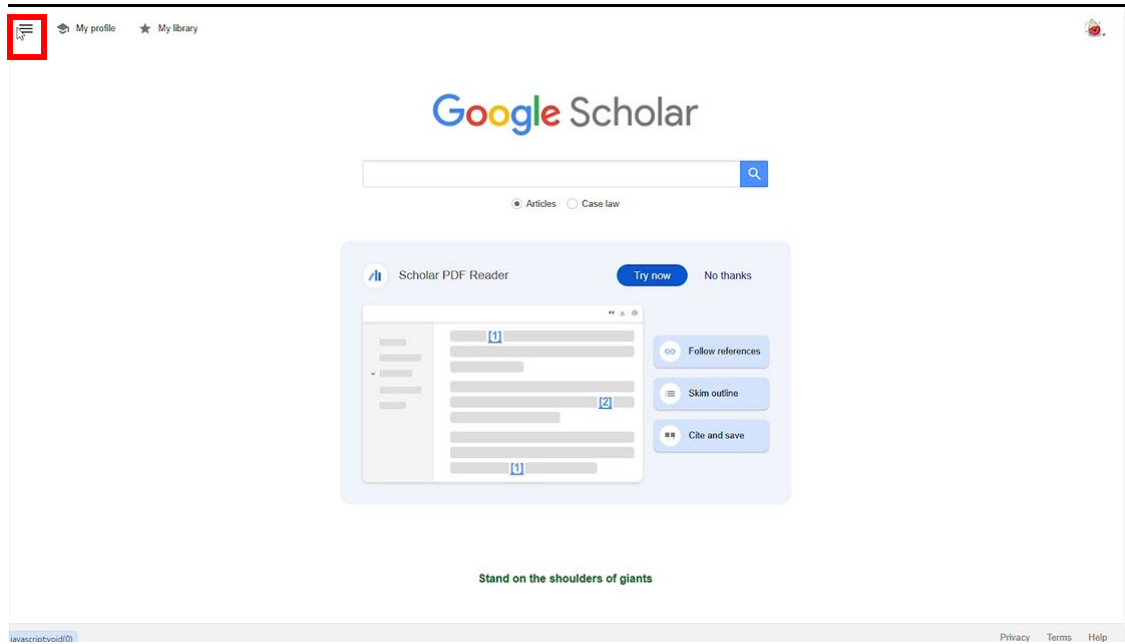 My profile
My library
Google Scholar
Articles
Case law
Scholar PDF Reader
Try now
No thanks
[1]
Follow references
Skim outline
[2]
Cite and save
[1]
Stand on the shoulders of giants
javascript:void(0)
Privacy
Terms
Help